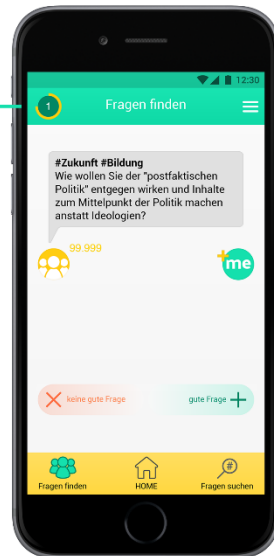 12:30
1
Fragen finden
#Zukunft #Bildung
Wie wollen Sie der "postfaktischen
Politik" entgegen wirken und Inhalte
zum Mittelpunkt der Politik machen
anstatt Ideologien?
99 999
+me
keine gute Frage
gute Frage
Fragen finden
HOME
#
Fragen suchen